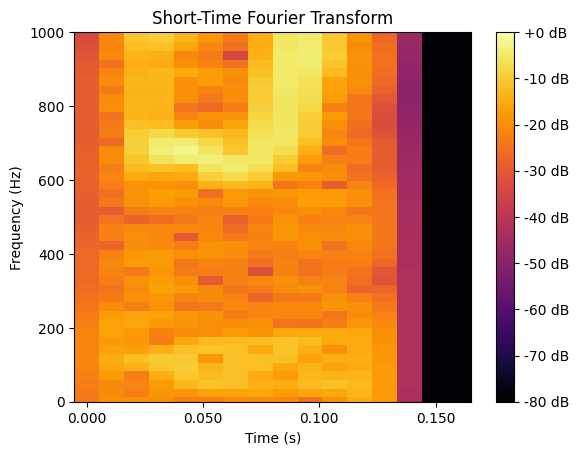 Short-Time Fourier Transform
1000
800
600
400
200
0
Frequency (Hz)
0.000
0.050
0.100
0.150
Time (s)
+0 dB
-10 dB
-20 dB
-30 dB
-40 dB
-50 dB
-60 dB
-70 dB
-80 dB